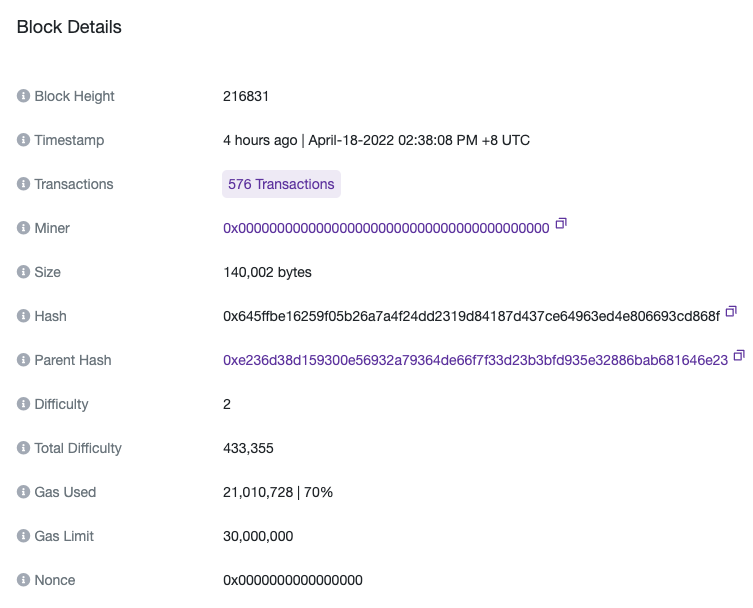 Block Details
Block Height 216831
Timestamp 4 hours ago | April-18-2022 02:38:08 PM +8 UTC
Transactions 576 Transactions
Miner 0x0000000000000000000000000000000000000000
Size 140,002 bytes
Hash 0x645ffbe16259f05b26a7a4f24dd2319d84187d437ce64963ed4e806693cd868f
Parent Hash 0xe236d38d159300e56932a79364de66f7f33d23b3bfd935e32886bab681646e23
Difficulty 2
Total Difficulty 433,355
Gas Used 21,010,728 | 70%
Gas Limit 30,000,000
Nonce 0x0000000000000000